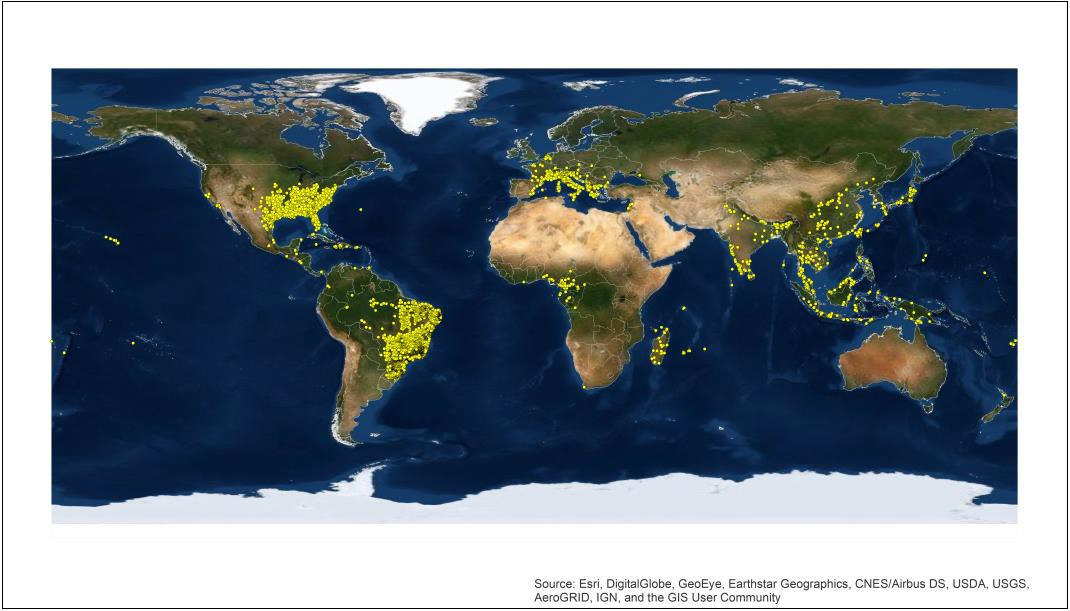 Source: Esri, DigitalGlobe, GeoEye, Earthstar Geographics, CNES/Airbus DS, USDA, USGS,
AeroGRID, IGN, and the GIS User Community